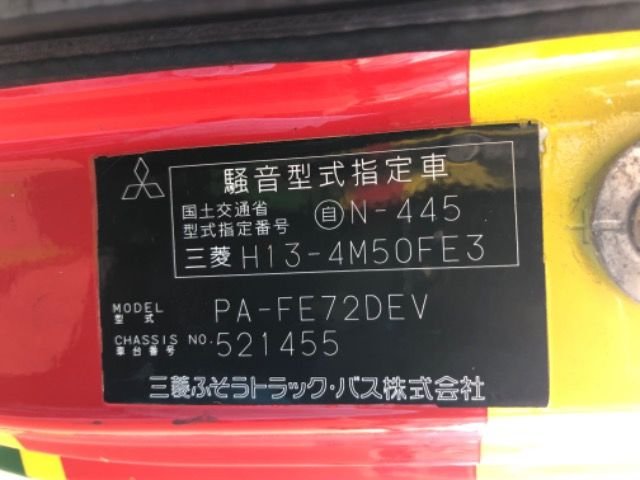 騒音型式指定車
国土交通省
型式指定番号 自N-445
三菱 H13-4M50FE3
MODEL
型式 PA-FE72DEV
CHASSIS NO.
車台番号 521455
三菱ふそうトラック・バス株式会社